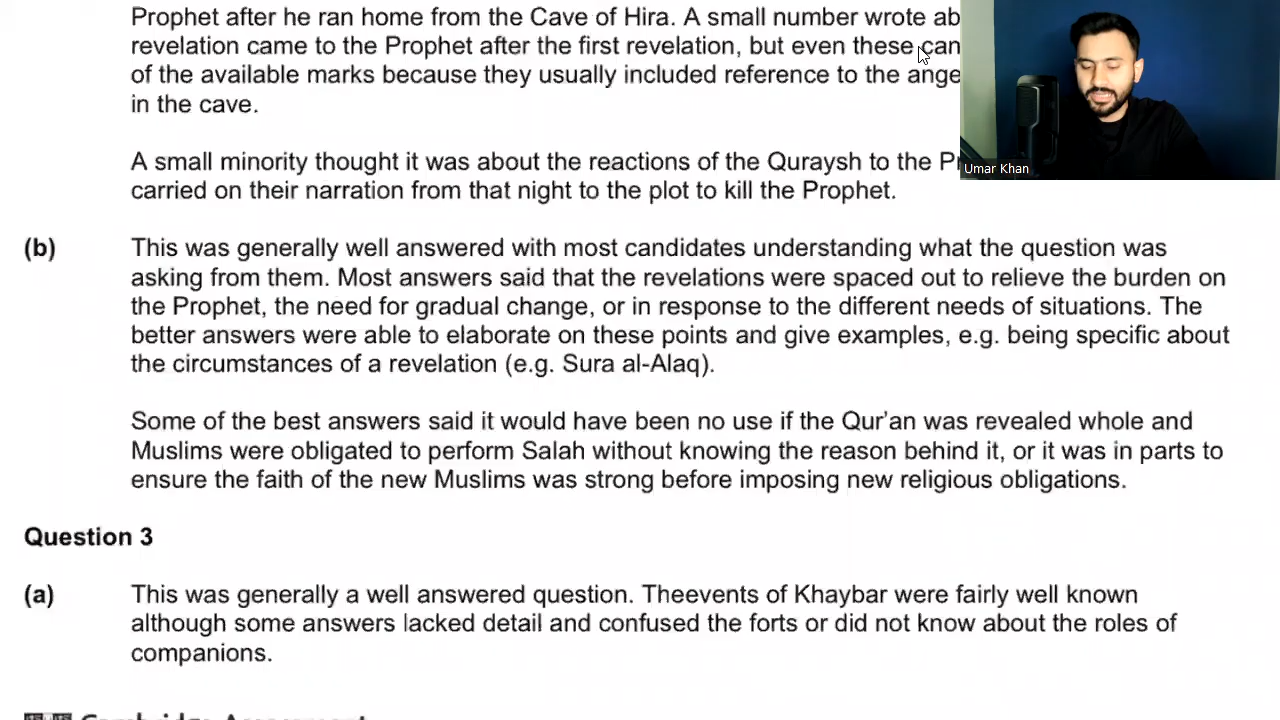 Prophet after he ran home from the Cave of Hira. A small number wrote ab
revelation came to the Prophet after the first revelation, but even these can
of the available marks because they usually included reference to the ange
in the cave.
Umar Khan
A small minority thought it was about the reactions of the Quraysh to the P
carried on their narration from that night to the plot to kill the Prophet.
(b) This was generally well answered with most candidates understanding what the question was
asking from them. Most answers said that the revelations were spaced out to relieve the burden on
the Prophet, the need for gradual change, or in response to the different needs of situations. The
better answers were able to elaborate on these points and give examples, e.g. being specific about
the circumstances of a revelation (e.g. Sura al-Alaq).
Some of the best answers said it would have been no use if the Qur’an was revealed whole and
Muslims were obligated to perform Salah without knowing the reason behind it, or it was in parts to
ensure the faith of the new Muslims was strong before imposing new religious obligations.
Question 3
(a) This was generally a well answered question. Theevents of Khaybar were fairly well known
although some answers lacked detail and confused the forts or did not know about the roles of
companions.
Cambridge Assessment